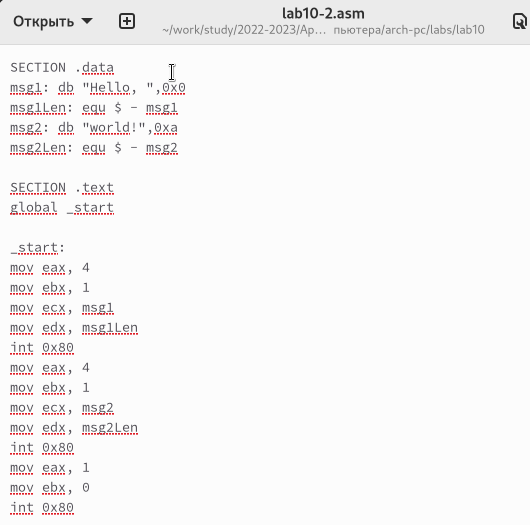 Открыть
lab10-2.asm
~/work/study/2022-2023/Ap… пьютера/arch-pc/labs/lab10
SECTION .data
msg1: db "Hello, ",0x0
msg1Len: equ $ - msg1
msg2: db "world!",0xa
msg2Len: equ $ - msg2
SECTION .text
global _start
_start:
mov eax, 4
mov ebx, 1
mov ecx, msg1
mov edx, msg1Len
int 0x80
mov eax, 4
mov ebx, 1
mov ecx, msg2
mov edx, msg2Len
int 0x80
mov eax, 1
mov ebx, 0
int 0x80